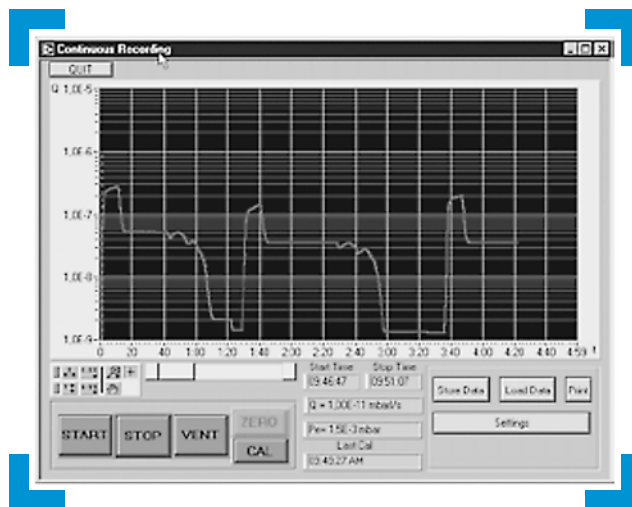 Continuous Recording
QUIT
Q 1,0E-5
1,0E-6
1,0E-7
1,0E-8
1,0E-9
0 20 40 1:00 1:20 1:40 2:00 2:20 2:40 3:00 3:20 3:40 4:00 4:20 4:40 4:59 t
Start Time Stop Time
09:46:47 09:51:07
Q = 1,00E-11 mbarl/s
Pe= 1,5E-3 mbar
Last Cal
09:49:27 AM
Store Data Load Data Print
Settings
START STOP VENT ZERO
CAL